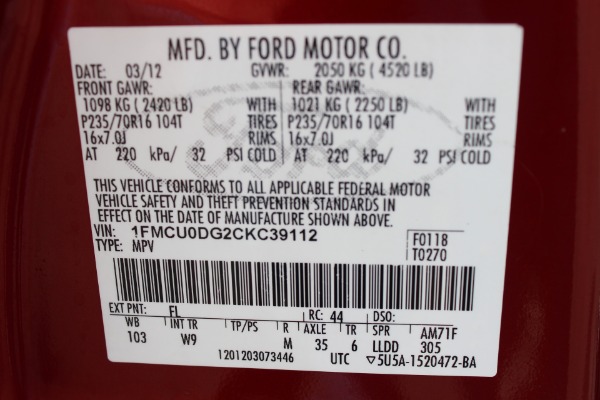 MFD. BY FORD MOTOR CO.
DATE: 03/12 GVWR: 2050 KG ( 4520 LB)
FRONT GAWR: REAR GAWR:
1098 KG ( 2420 LB) WITH 1021 KG ( 2250 LB) WITH
P235/70R16 104T TIRES P235/70R16 104T TIRES
16x7.0J RIMS 16x7.0J RIMS
AT 220 kPa/ 32 PSI COLD AT 220 kPa/ 32 PSI COLD
THIS VEHICLE CONFORMS TO ALL APPLICABLE FEDERAL MOTOR
VEHICLE SAFETY AND THEFT PREVENTION STANDARDS IN
EFFECT ON THE DATE OF MANUFACTURE SHOWN ABOVE.
VIN: 1FMCU0DG2CKC39112 F0118
TYPE: MPV T0270
EXT PNT: FL RC: 44 DSO:
WB INT TR TP/PS R AXLE TR SPR AM71F
103 W9 M 35 6 LLDD 305
1201203073446 UTC ▽5U5A-1520472-BA